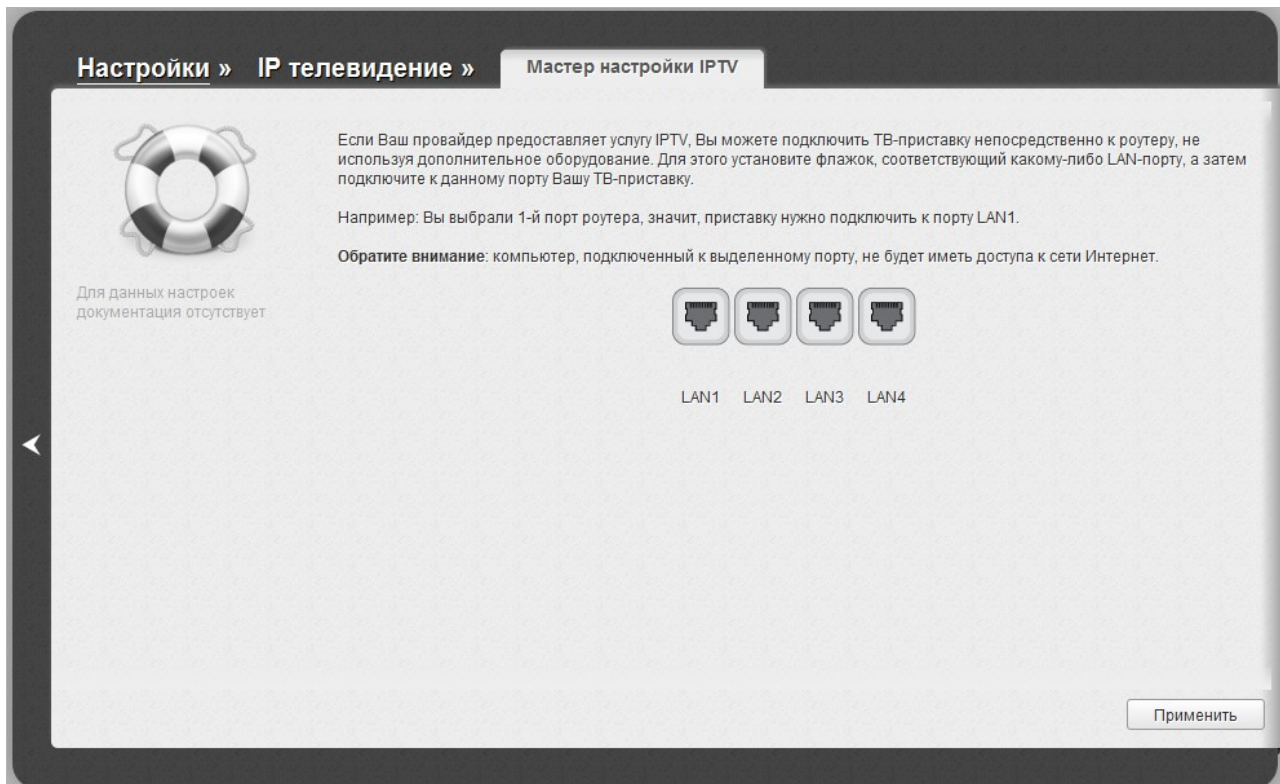 Настройки » IP телевидение » Мастер настройки IPTV
Если Ваш провайдер предоставляет услугу IPTV, Вы можете подключить ТВ-приставку непосредственно к роутеру, не
используя дополнительное оборудование. Для этого установите флажок, соответствующий какому-либо LAN-порту, а затем
подключите к данному порту Вашу ТВ-приставку.
Например: Вы выбрали 1-й порт роутера, значит, приставку нужно подключить к порту LAN1.
Обратите внимание: компьютер, подключенный к выделенному порту, не будет иметь доступа к сети Интернет.
Для данных настроек
документация отсутствует
LAN1 LAN2 LAN3 LAN4
Применить